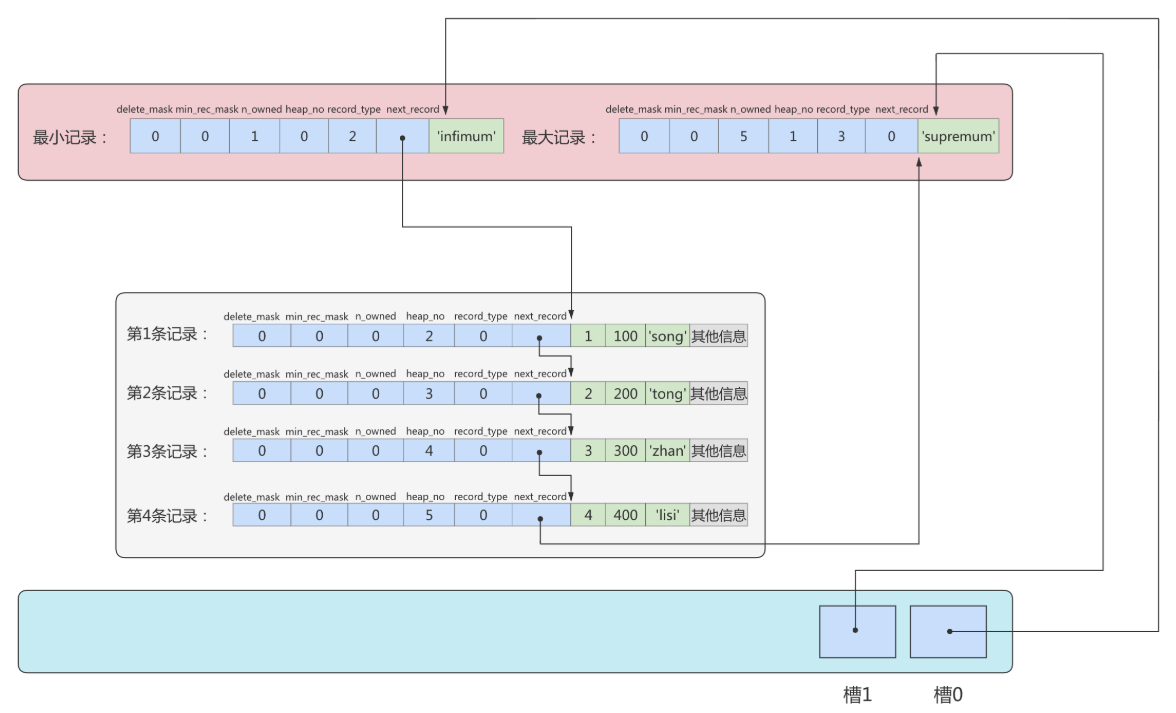 delete_mask min_rec_mask n_owned heap_no record_type next_record
最小记录： 0 0 1 0 2 'infimum'
delete_mask min_rec_mask n_owned heap_no record_type next_record
最大记录： 0 0 5 1 3 0 'supremum'
delete_mask min_rec_mask n_owned heap_no record_type next_record
第1条记录： 0 0 0 2 0 1 100 'song' 其他信息
delete_mask min_rec_mask n_owned heap_no record_type next_record
第2条记录： 0 0 0 3 0 2 200 'tong' 其他信息
delete_mask min_rec_mask n_owned heap_no record_type next_record
第3条记录： 0 0 0 4 0 3 300 'zhan' 其他信息
delete_mask min_rec_mask n_owned heap_no record_type next_record
第4条记录： 0 0 0 5 0 4 400 'lisi' 其他信息
槽1 槽0